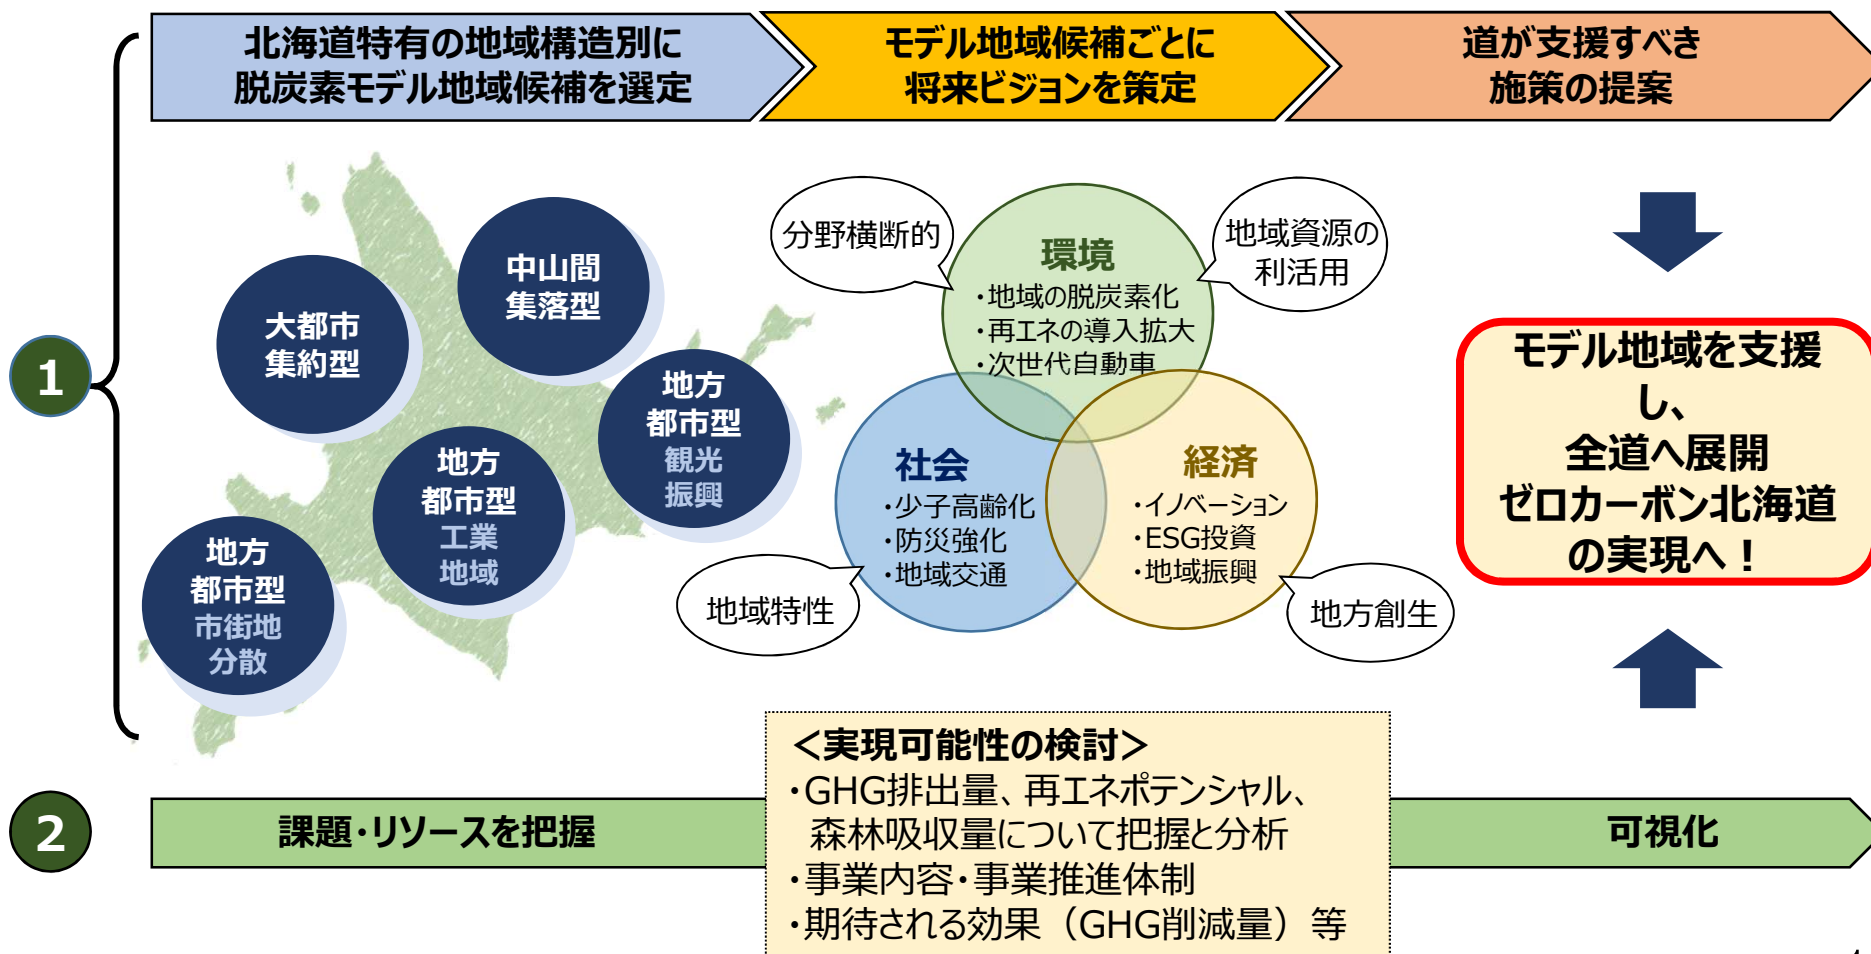 北海道特有の地域構造別に
脱炭素モデル地域候補を選定
モデル地域候補ごとに
将来ビジョンを策定
道が支援すべき
施策の提案
1
大都市
集約型
中山間
集落型
地方
都市型
観光
振興
地方
都市型
工業
地域
地方
都市型
市街地
分散
分野横断的
地域資源の
利活用
環境
・地域の脱炭素化
・再エネの導入拡大
・次世代自動車
社会
・少子高齢化
・防災強化
・地域交通
経済
・イノベーション
・ESG投資
・地域振興
地域特性
地方創生
モデル地域を支援
し、
全道へ展開
ゼロカーボン北海道
の実現へ！
2
課題・リソースを把握
＜実現可能性の検討＞
・GHG排出量、再エネポテンシャル、
森林吸収量について把握と分析
・事業内容・事業推進体制
・期待される効果（GHG削減量）等
可視化